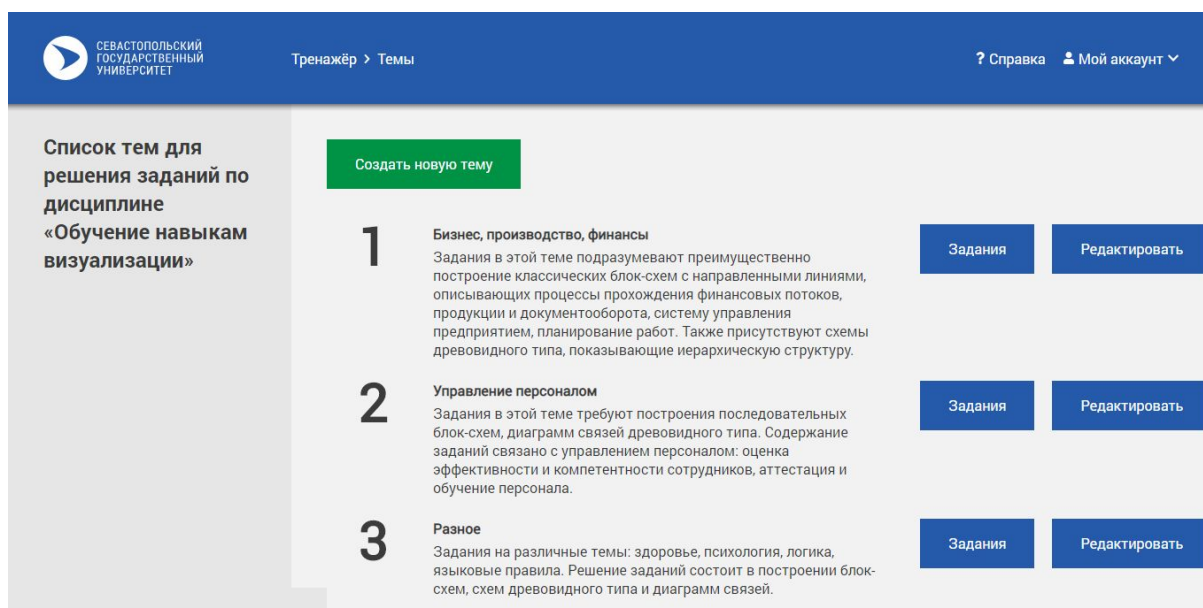 СЕВАСТОПОЛЬСКИЙ
ГОСУДАРСТВЕННЫЙ
УНИВЕРСИТЕТ
Тренажёр > Темы
? Справка
Мой аккаунт
Список тем для
решения заданий по
дисциплине
«Обучение навыкам
визуализации»
Создать новую тему
1
Бизнес, производство, финансы
Задания в этой теме подразумевают преимущественно
построение классических блок-схем с направленными линиями,
описывающих процессы прохождения финансовых потоков,
продукции и документооборота, систему управления
предприятием, планирование работ. Также присутствуют схемы
древовидного типа, показывающие иерархическую структуру.
Задания
Редактировать
2
Управление персоналом
Задания в этой теме требуют построения последовательных
блок-схем, диаграмм связей древовидного типа. Содержание
заданий связано с управлением персоналом: оценка
эффективности и компетентности сотрудников, аттестация и
обучение персонала.
Задания
Редактировать
3
Разное
Задания на различные темы: здоровье, психология, логика,
языковые правила. Решение заданий состоит в построении блок-
схем, схем древовидного типа и диаграмм связей.
Задания
Редактировать